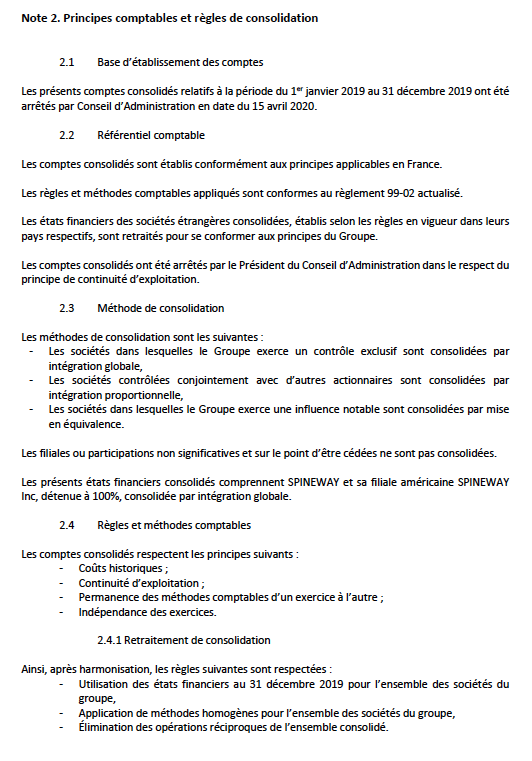 Note 2. Principes comptables et règles de consolidation
2.1 Base d'établissement des comptes
Les présents comptes consolidés relatifs à la période du 1er janvier 2019 au 31 décembre 2019 ont été
arrêtés par Conseil d'Administration en date du 15 avril 2020.
2.2 Référentiel comptable
Les comptes consolidés sont établis conformément aux principes applicables en France.
Les règles et méthodes comptables appliqués sont conformes au règlement 99-02 actualisé.
Les états financiers des sociétés étrangères consolidées, établis selon les règles en vigueur dans leurs
pays respectifs, sont retraités pour se conformer aux principes du Groupe.
Les comptes consolidés ont été arrêtés par le Président du Conseil d'Administration dans le respect du
principe de continuité d'exploitation.
2.3 Méthode de consolidation
Les méthodes de consolidation sont les suivantes :
- Les sociétés dans lesquelles le Groupe exerce un contrôle exclusif sont consolidées par
intégration globale,
- Les sociétés contrôlées conjointement avec d'autres actionnaires sont consolidées par
intégration proportionnelle,
- Les sociétés dans lesquelles le Groupe exerce une influence notable sont consolidées par mise
en équivalence.
Les filiales ou participations non significatives et sur le point d'être cédées ne sont pas consolidées.
Les présents états financiers consolidés comprennent SPINEWAY et sa filiale américaine SPINEWAY
Inc, détenue à 100%, consolidée par intégration globale.
2.4 Règles et méthodes comptables
Les comptes consolidés respectent les principes suivants :
- Coûts historiques ;
- Continuité d'exploitation ;
- Permanence des méthodes comptables d'un exercice à l'autre ;
- Indépendance des exercices.
2.4.1 Retraitement de consolidation
Ainsi, après harmonisation, les règles suivantes sont respectées :
- Utilisation des états financiers au 31 décembre 2019 pour l'ensemble des sociétés du
groupe,
- Application de méthodes homogènes pour l'ensemble des sociétés du groupe,
- Élimination des opérations réciproques de l'ensemble consolidé.